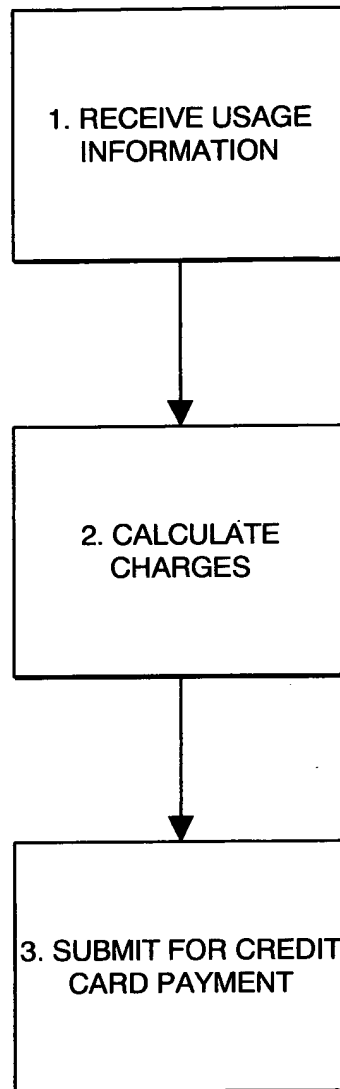 1. RECEIVE USAGE
INFORMATION
2. CALCULATE
CHARGES
3. SUBMIT FOR CREDIT
CARD PAYMENT